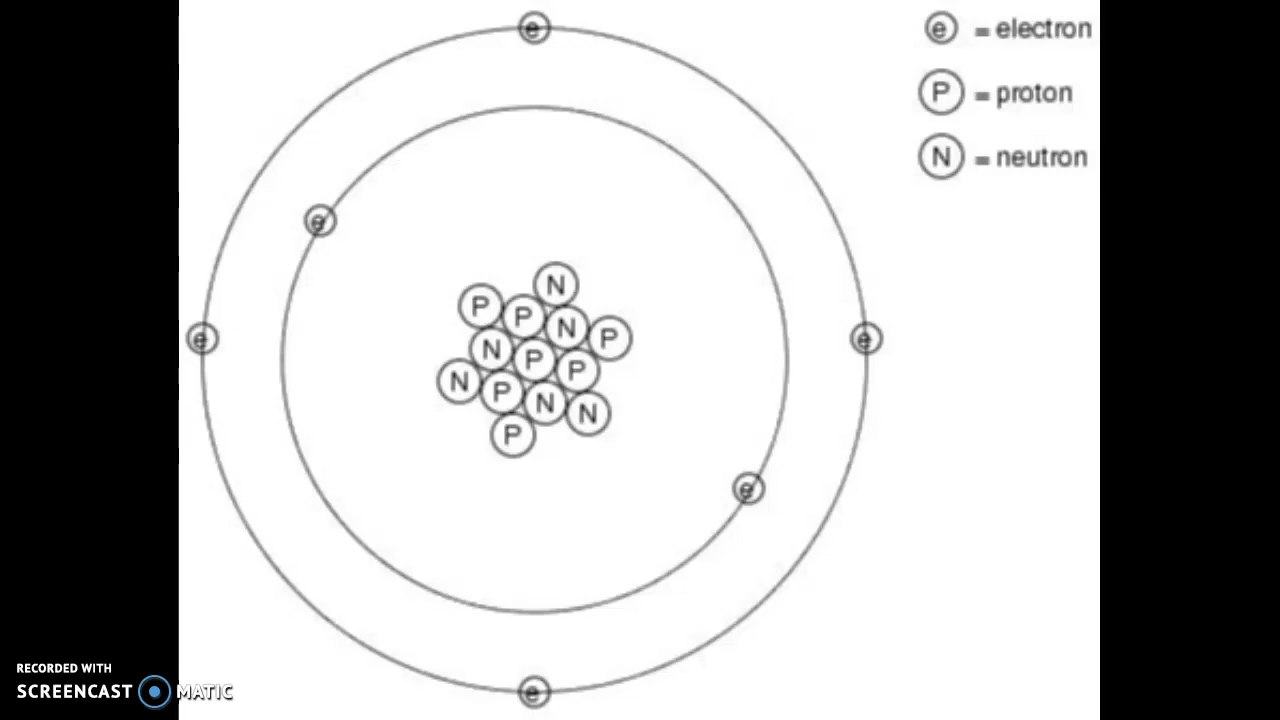 e
e = electron
P = proton
N = neutron
e
N
P P N P
N P P
N P N N
P
e e
e
e
RECORDED WITH
SCREENCAST MATIC